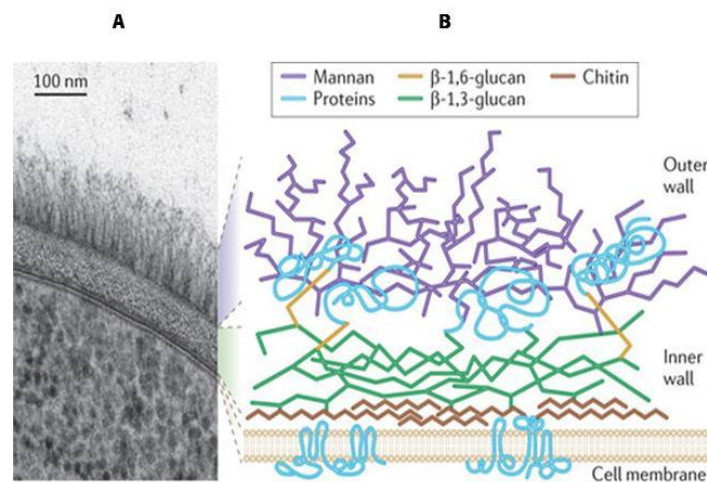 A
B
100 nm
Mannan
β-1,6-glucan
Chitin
Proteins
β-1,3-glucan
Outer
wall
Inner
wall
Cell membrane